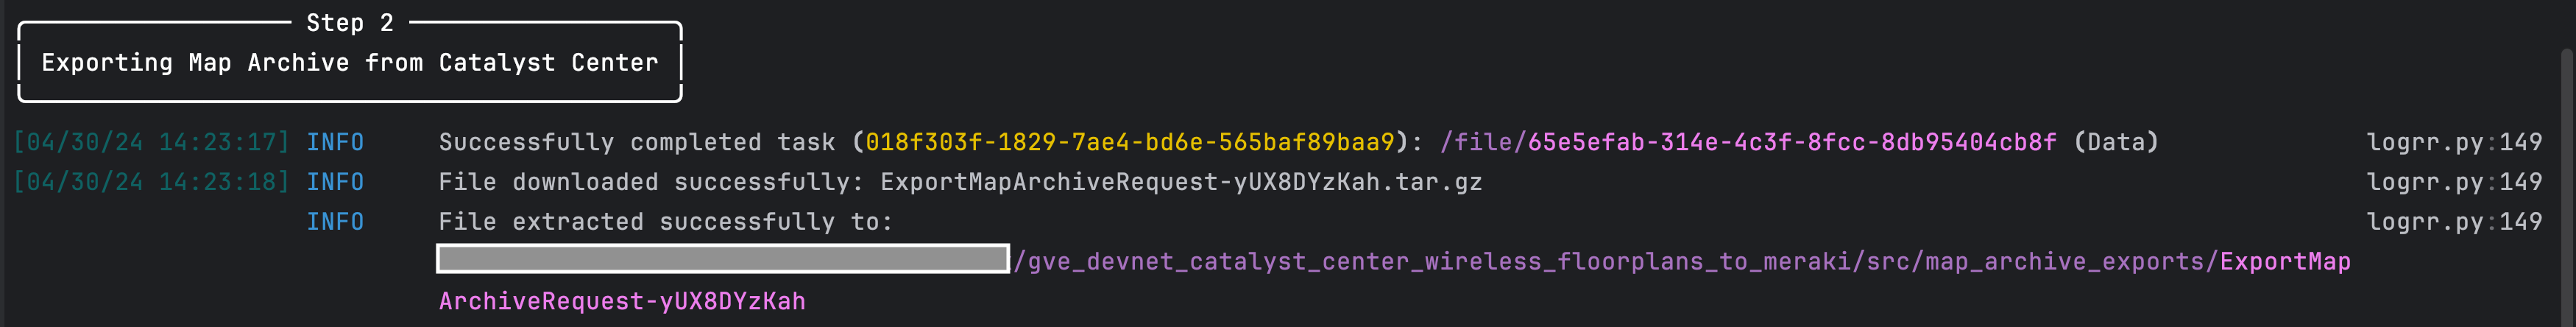 Step 2
Exporting Map Archive from Catalyst Center
[04/30/24 14:23:17] INFO Successfully completed task (018f303f-1829-7ae4-bd6e-565baf89baa9): /file/65e5efab-314e-4c3f-8fcc-8db95404cb8f (Data) logrr.py:149
[04/30/24 14:23:18] INFO File downloaded successfully: ExportMapArchiveRequest-yUX8DYzKah.tar.gz logrr.py:149
INFO File extracted successfully to: logrr.py:149
/gve_devnet_catalyst_center_wireless_floorplans_to_meraki/src/map_archive_exports/ExportMap
ArchiveRequest-yUX8DYzKah